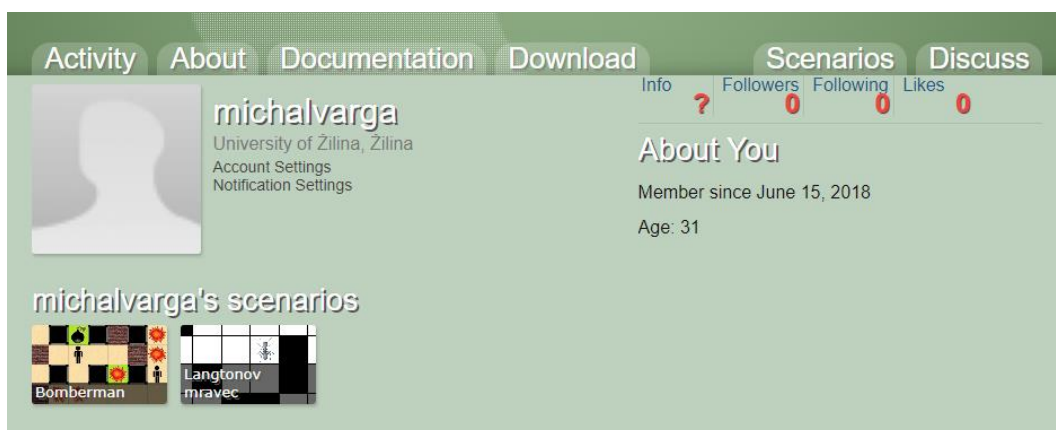 Activity About Documentation Download Scenarios Discuss
michalvarga
University of Žilina, Žilina
Account Settings
Notification Settings
Info Followers Following Likes
? 0 0 0
About You
Member since June 15, 2018
Age: 31
michalvarga's scenarios
Bomberman
Langtonov
mravec